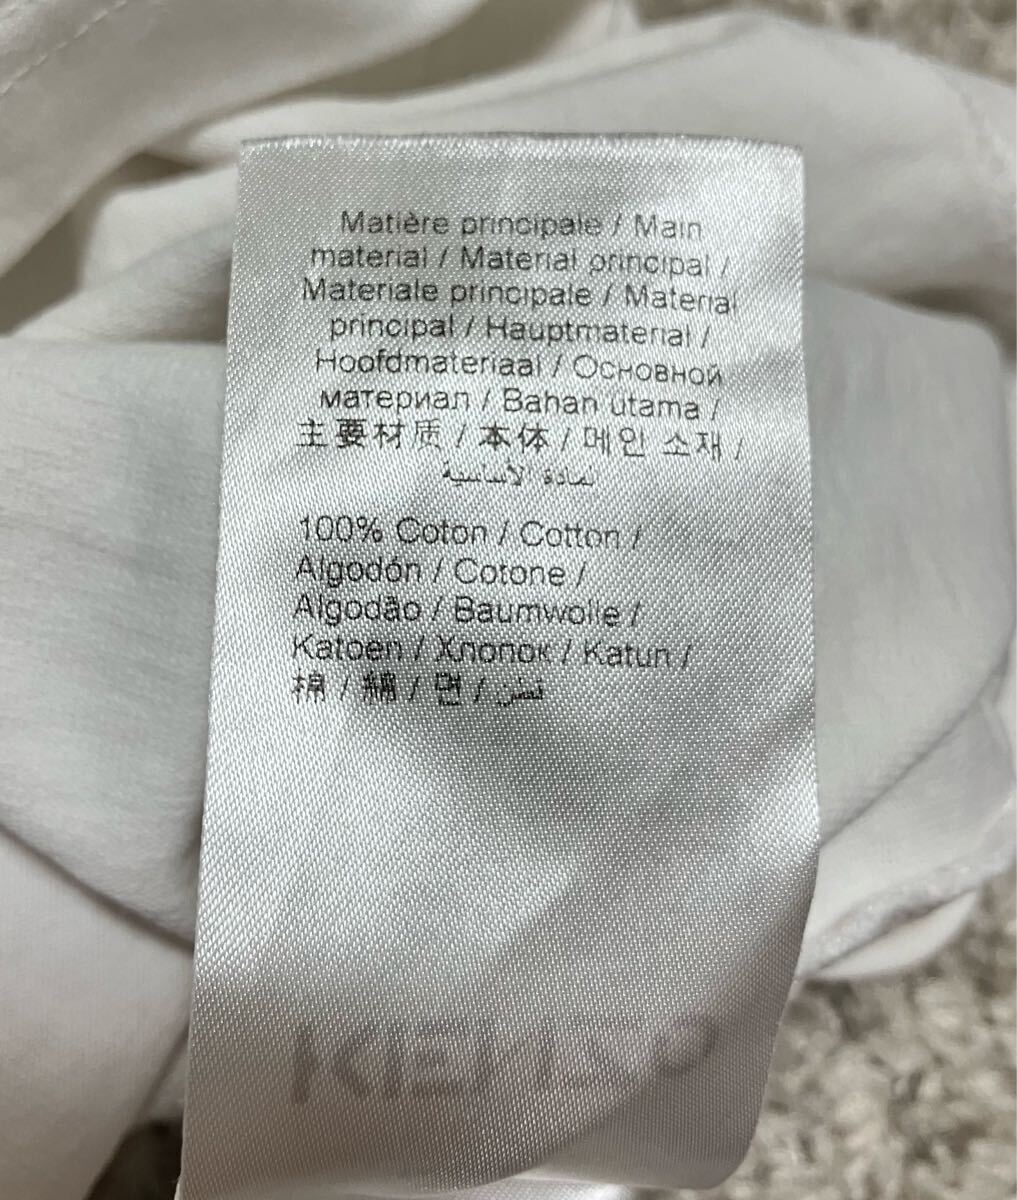 Matière principale / Main
material / Material principal /
Materiale principale / Material
principal / Hauptmaterial /
Hoofdmateriaal / Основной
материал / Bahan utama /
主要材质 / 本体 / 메인 소재 /
لمادة الأساسية
100% Coton / Cotton /
Algodón / Cotone /
Algodão / Baumwolle /
Katoen / Хлопок / Katun /
棉 / 綿 / 면 / قطن
KENZO